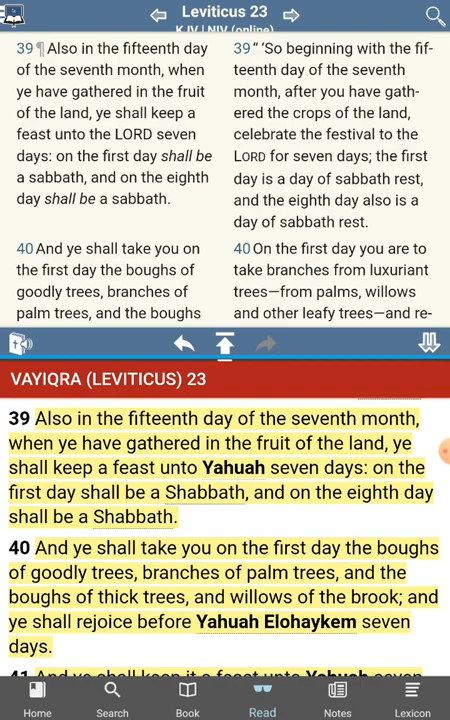 Leviticus 23
KJV | NIV (online)
39 ¶ Also in the fifteenth day
of the seventh month, when
ye have gathered in the fruit
of the land, ye shall keep a
feast unto the LORD seven
days: on the first day shall be
a sabbath, and on the eighth
day shall be a sabbath.
40 And ye shall take you on
the first day the boughs of
goodly trees, branches of
palm trees, and the boughs
39 “ ‘So beginning with the fif-
teenth day of the seventh
month, after you have gath-
ered the crops of the land,
celebrate the festival to the
LORD for seven days; the first
day is a day of sabbath rest,
and the eighth day also is a
day of sabbath rest.
40 On the first day you are to
take branches from luxuriant
trees—from palms, willows
and other leafy trees—and re-
VAYIQRA (LEVITICUS) 23
39 Also in the fifteenth day of the seventh month,
when ye have gathered in the fruit of the land, ye
shall keep a feast unto Yahuah seven days: on the
first day shall be a Shabbath, and on the eighth day
shall be a Shabbath.
40 And ye shall take you on the first day the boughs
of goodly trees, branches of palm trees, and the
boughs of thick trees, and willows of the brook; and
ye shall rejoice before Yahuah Elohaykem seven
days.
41 And ye shall keep it a feast unto Yahuah seven
Home
Search
Book
Read
Notes
Lexicon